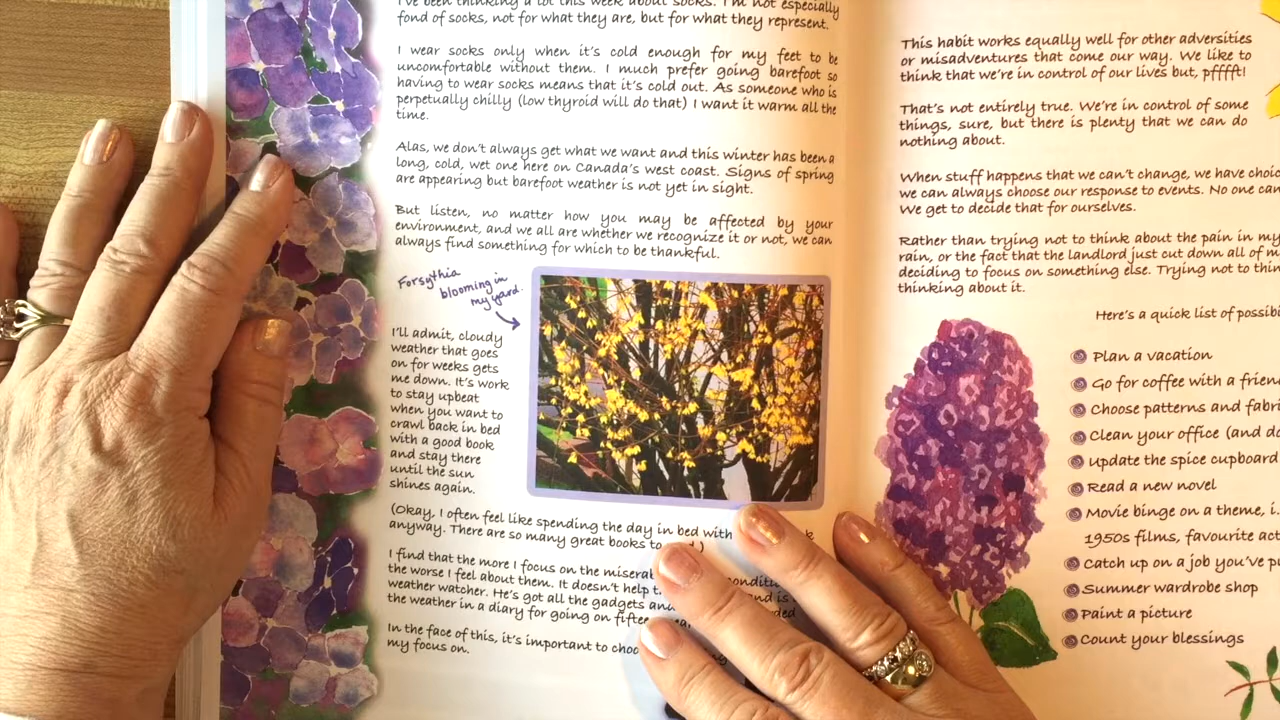 I've been thinking a lot this week about socks. I'm not especially
fond of socks, not for what they are, but for what they represent.
I wear socks only when it's cold enough for my feet to be
uncomfortable without them. I much prefer going barefoot so
having to wear socks means that it's cold out. As someone who is
perpetually chilly (low thyroid will do that) I want it warm all the
time.
Alas, we don't always get what we want and this winter has been a
long, cold, wet one here on Canada's west coast. Signs of spring
are appearing but barefoot weather is not yet in sight.
But listen, no matter how you may be affected by your
environment, and we all are whether we recognize it or not, we can
always find something for which to be thankful.
Forsythia
blooming in
my yard.
I'll admit, cloudy
weather that goes
on for weeks gets
me down. It's work
to stay upbeat
when you want to
crawl back in bed
with a good book
and stay there
until the sun
shines again.
(Okay, I often feel like spending the day in bed with
anyway. There are so many great books to
I find that the more I focus on the
the worse I feel about them. It doesn't help
weather watcher. He's got all the gadgets
the weather in a diary for going on
In the face of this, it's important to
my focus on.
This habit works equally well for other adversities
or misadventures that come our way. We like to
think that we're in control of our lives but, pfffft!
That's not entirely true. We're in control of some
things, sure, but there is plenty that we can do
nothing about.
When stuff happens that we can't change, we have
we can always choose our response to events. No one can
We get to decide that for ourselves.
Rather than trying not to think about the pain in my
rain, or the fact that the landlord just cut down all of
deciding to focus on something else. Trying not to
thinking about it.
Here's a quick list of
Plan a vacation
Go for coffee with a
Choose patterns and
Clean your office (and
Update the spice cupboard
Read a new novel
Movie binge on a theme,
1950s films, favourite
Catch up on a job you've
Summer wardrobe shop
Paint a picture
Count your blessings